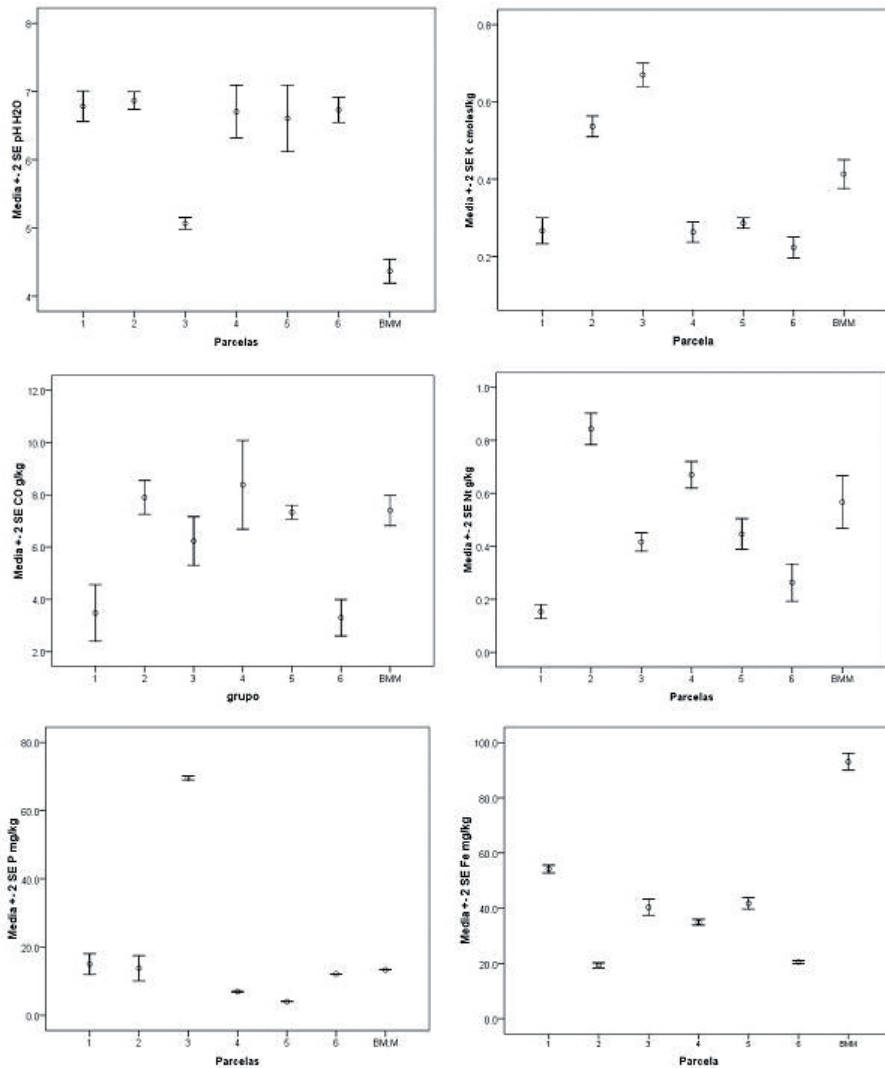 Media +- 2 SE pH H2O
8
7
6
5
4
1 2 3 4 5 6 BMM
Parcelas
Media +- 2 SE K cmoles/kg
0.8
0.6
0.4
0.2
1 2 3 4 5 6 BMM
Parcela
Media +- 2 SE CO g/kg
12.0
10.0
8.0
6.0
4.0
2.0
1 2 3 4 5 6 BMM
grupo
Media +- 2 SE Nt g/kg
1.0
0.8
0.6
0.4
0.2
0.0
1 2 3 4 5 6 BMM
Parcelas
Media +- 2 SE P mg/kg
80.0
60.0
40.0
20.0
0.0
1 2 3 4 5 6 BMM
Parcelas
Media +- 2 SE Fe mg/kg
100.0
80.0
60.0
40.0
20.0
0.0
1 2 3 4 5 6 BMM
Parcela